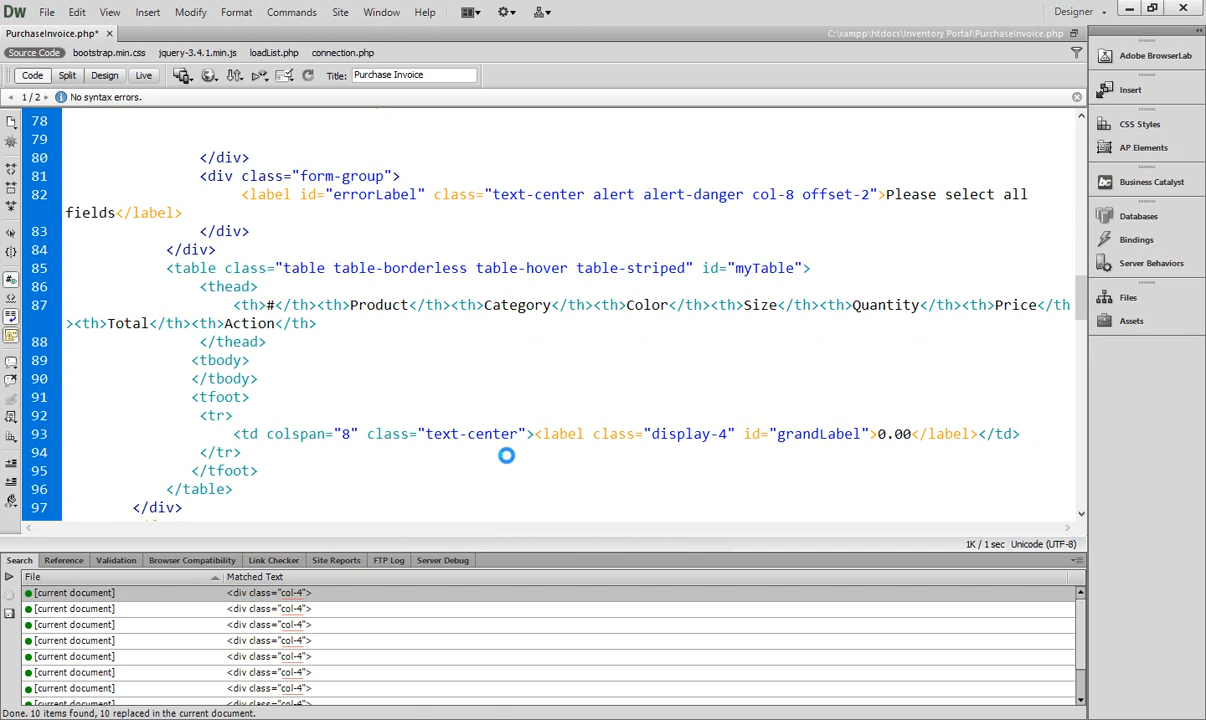 Dw File Edit View Insert Modify Format Commands Site Window Help Designer
PurchaseInvoice.php* C:\xampp\htdocs\Inventory Portal\PurchaseInvoice.php
Source Code bootstrap.min.css jquery-3.4.1.min.js loadList.php connection.php
Code Split Design Live Title: Purchase Invoice
1 / 2 No syntax errors.
78
79
80 </div>
81 <div class="form-group">
82 <label id="errorLabel" class="text-center alert alert-danger col-8 offset-2">Please select all
fields</label>
83 </div>
84 </div>
85 <table class="table table-borderless table-hover table-striped" id="myTable">
86 <thead>
87 <th>#</th><th>Product</th><th>Category</th><th>Color</th><th>Size</th><th>Quantity</th><th>Price</th
><th>Total</th><th>Action</th>
88 </thead>
89 <tbody>
90 </tbody>
91 <tfoot>
92 <tr>
93 <td colspan="8" class="text-center"><label class="display-4" id="grandLabel">0.00</label></td>
94 </tr>
95 </tfoot>
96 </table>
97 </div>
1K / 1 sec Unicode (UTF-8)
Adobe BrowserLab
Insert
CSS Styles
AP Elements
Business Catalyst
Databases
Bindings
Server Behaviors
Files
Assets
Search Reference Validation Browser Compatibility Link Checker Site Reports FTP Log Server Debug
File Matched Text
[current document] <div class="col-4">
[current document] <div class="col-4">
[current document] <div class="col-4">
[current document] <div class="col-4">
[current document] <div class="col-4">
[current document] <div class="col-4">
[current document] <div class="col-4">
[current document] <div class="col-4">
Done. 10 items found, 10 replaced in the current document.